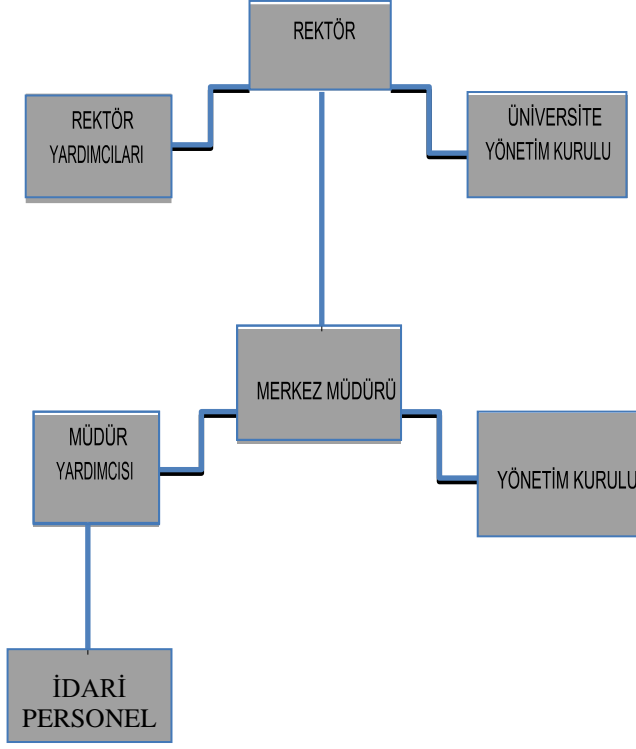 REKTÖR
REKTÖR
YARDIMCILARI
ÜNİVERSİTE
YÖNETİM KURULU
MERKEZ MÜDÜRÜ
MÜDÜR
YARDIMCISI
YÖNETİM KURULU
İDARİ
PERSONEL